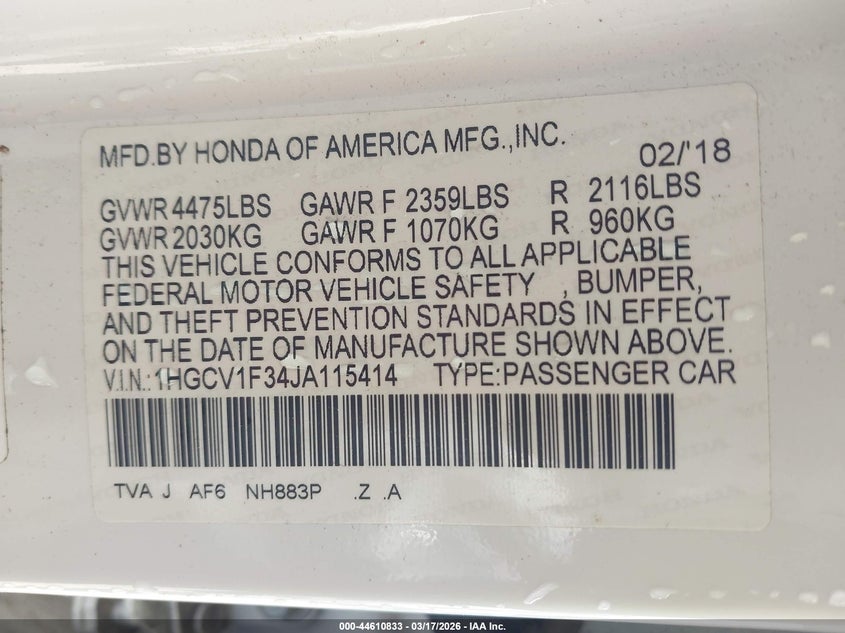 MFD.BY HONDA OF AMERICA MFG.,INC. 02/'18
GVWR 4475LBS GAWR F 2359LBS R 2116LBS
GVWR 2030KG GAWR F 1070KG R 960KG
THIS VEHICLE CONFORMS TO ALL APPLICABLE
FEDERAL MOTOR VEHICLE SAFETY , BUMPER,
AND THEFT PREVENTION STANDARDS IN EFFECT
ON THE DATE OF MANUFACTURE SHOWN ABOVE.
V.I.N.:1HGCV1F34JA115414 TYPE:PASSENGER CAR
TVA J AF6 NH883P .Z .A
000-44610833 - 03/17/2026 - IAA Inc.